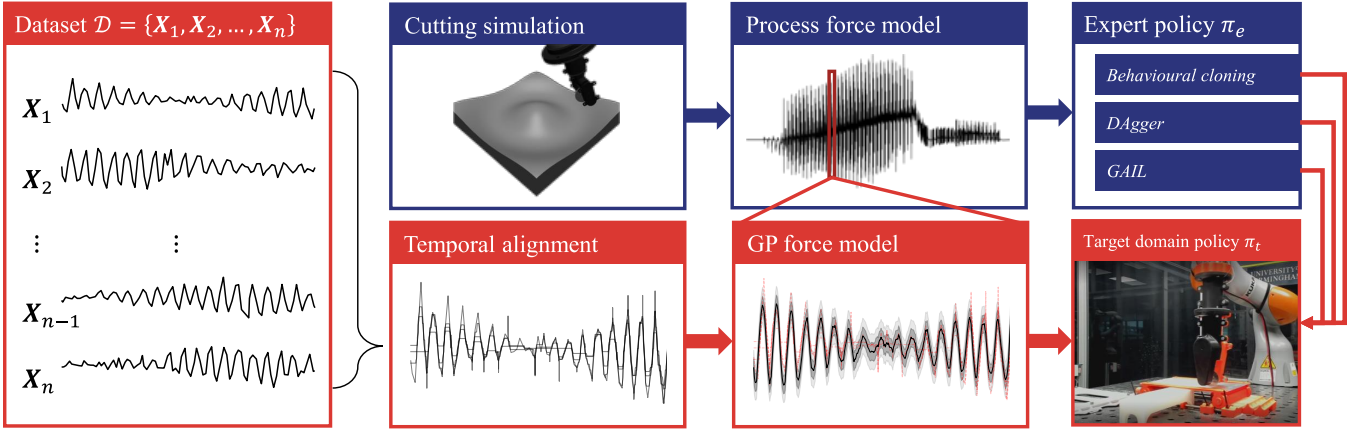 Dataset 𝒟 = {X₁, X₂, …, Xₙ}
X₁
X₂
⋮ ⋮
Xₙ₋₁
Xₙ
Cutting simulation
Process force model
Expert policy πₑ
Behavioural cloning
DAgger
GAIL
Temporal alignment
GP force model
Target domain policy πₜ
UNIVERSITY